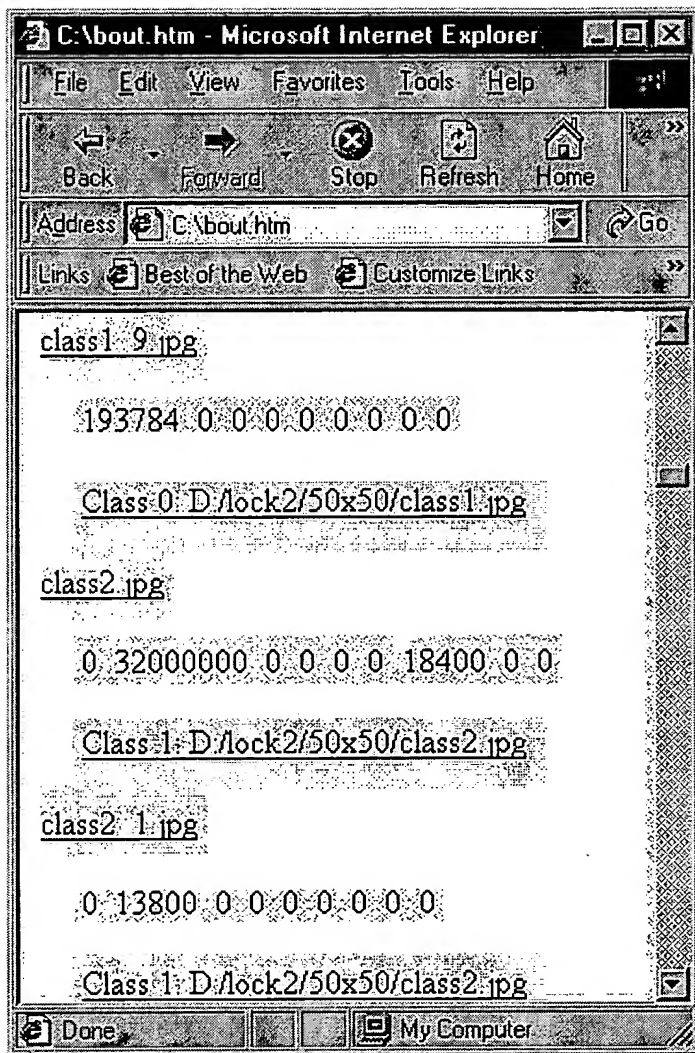 C:\bout.htm - Microsoft Internet Explorer
File Edit View Favorites Tools Help
Back Forward Stop Refresh Home »
Address C:\bout.htm Go
Links Best of the Web Customize Links »
class1_9.jpg
193784 0 0 0 0 0 0 0 0
Class 0: D:/lock2/50x50/class1.jpg
class2.jpg
0 32000000 0 0 0 0 18400 0 0
Class 1: D:/lock2/50x50/class2.jpg
class2_1.jpg
0 13800 0 0 0 0 0 0 0
Class 1: D:/lock2/50x50/class2.jpg
Done My Computer